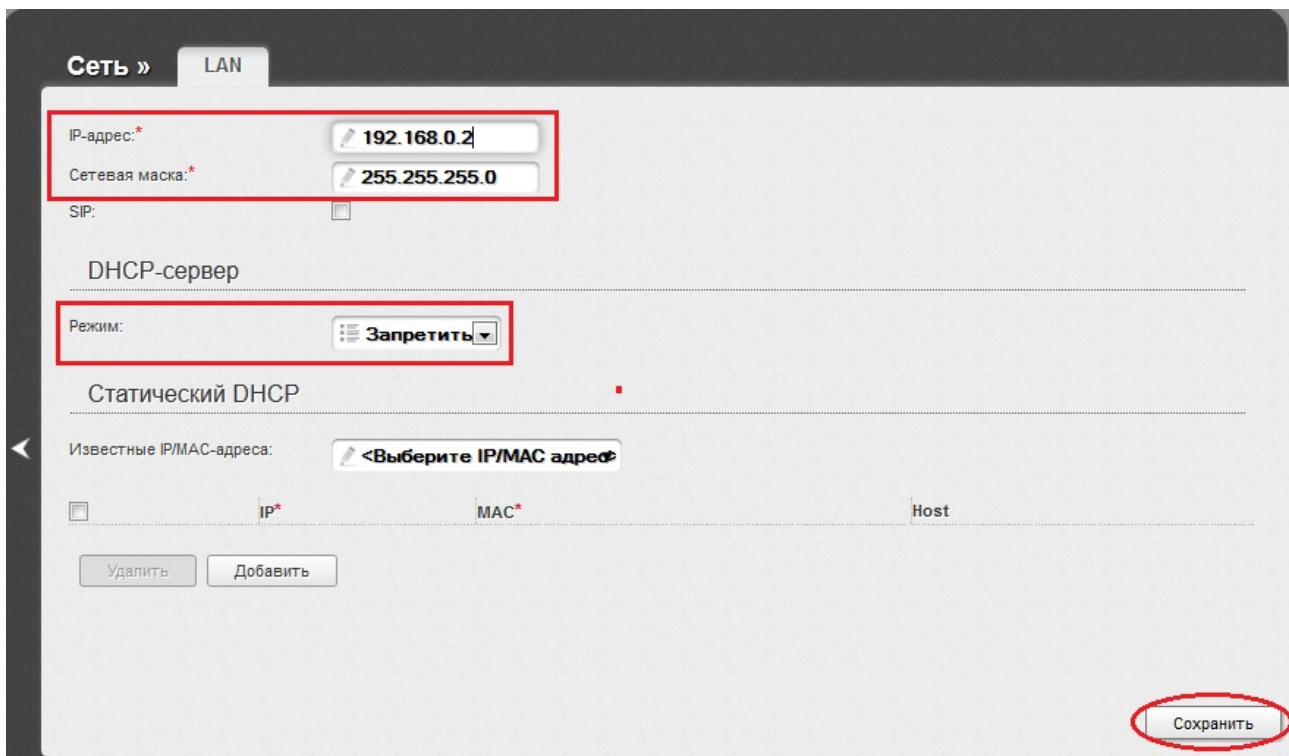 Сеть » LAN
IP-адрес:* 192.168.0.2
Сетевая маска:* 255.255.255.0
SIP:
DHCP-сервер
Режим: Запретить
Статический DHCP
Известные IP/MAC-адреса: <Выберите IP/MAC адрес>
IP* MAC* Host
Удалить Добавить
Сохранить